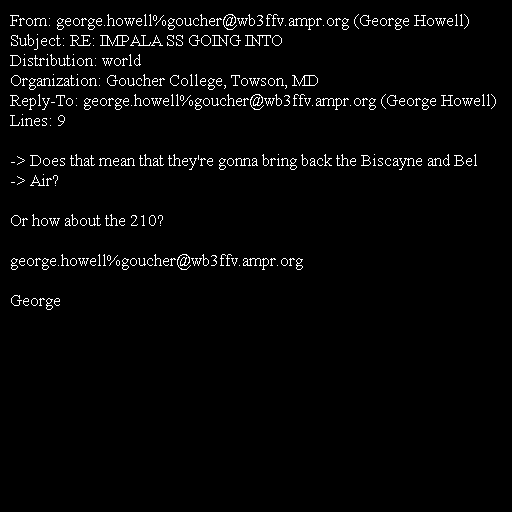 From: george.howell%goucher@wb3ffv.ampr.org (George Howell)
Subject: RE: IMPALA SS GOING INTO
Distribution: world
Organization: Goucher College, Towson, MD
Reply-To: george.howell%goucher@wb3ffv.ampr.org (George Howell)
Lines: 9

-> Does that mean that they're gonna bring back the Biscayne and Bel
-> Air?

Or how about the 210?

george.howell%goucher@wb3ffv.ampr.org

George